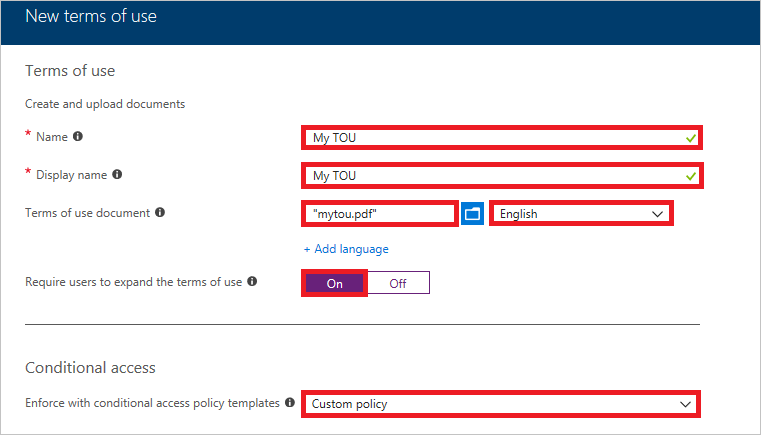 New terms of use
Terms of use
Create and upload documents
* Name My TOU
* Display name My TOU
Terms of use document "mytou.pdf" English
+ Add language
Require users to expand the terms of use On Off
Conditional access
Enforce with conditional access policy templates Custom policy